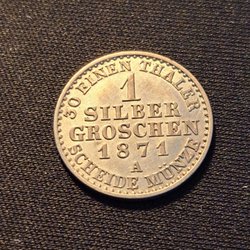 30 EINEN THALER
1
SILBER
GROSCHEN
1871
A
SCHEIDE MÜNZE